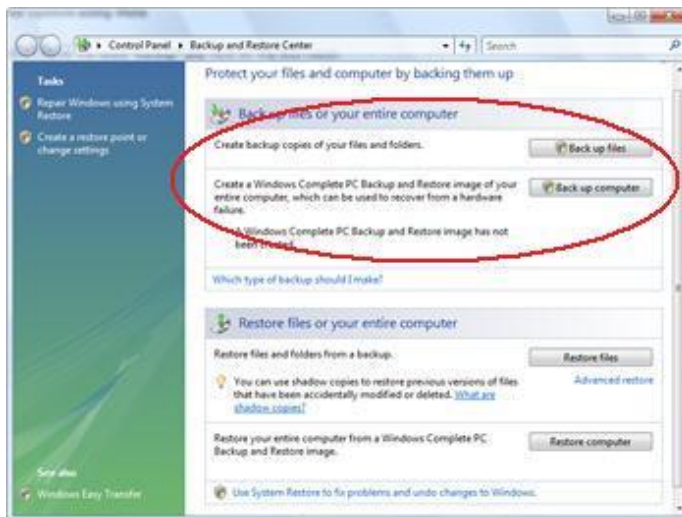 Control Panel ▸ Backup and Restore Center
Search
Tasks
Repair Windows using System
Restore
Create a restore point or
change settings
See also
Windows Easy Transfer
Protect your files and computer by backing them up
Back up files or your entire computer
Create backup copies of your files and folders.
Back up files
Create a Windows Complete PC Backup and Restore image of your
entire computer, which can be used to recover from a hardware
failure.
Back up computer
A Windows Complete PC Backup and Restore image has not
been created.
Which type of backup should I make?
Restore files or your entire computer
Restore files and folders from a backup.
Restore files
You can use shadow copies to restore previous versions of files
that have been accidentally modified or deleted. What are
shadow copies?
Advanced restore
Restore your entire computer from a Windows Complete PC
Backup and Restore image.
Restore computer
Use System Restore to fix problems and undo changes to Windows.